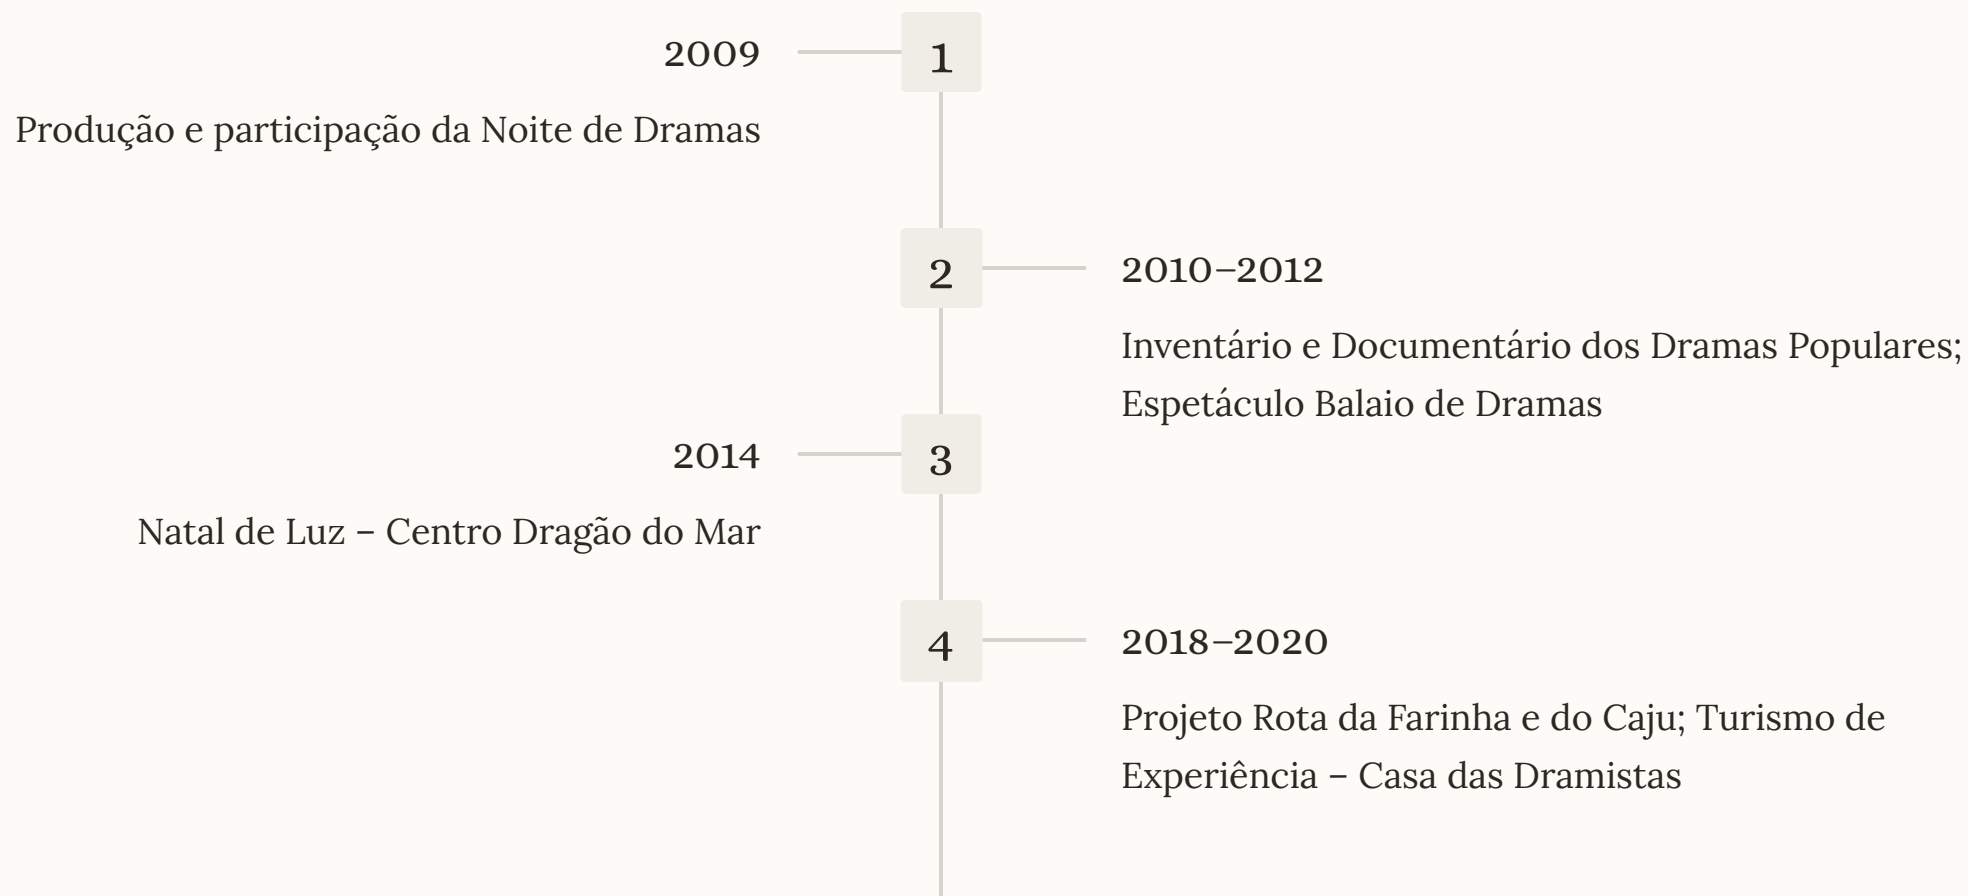 1
2009
Produção e participação da Noite de Dramas
2
2010–2012
Inventário e Documentário dos Dramas Populares;
Espetáculo Balaio de Dramas
3
2014
Natal de Luz – Centro Dragão do Mar
4
2018–2020
Projeto Rota da Farinha e do Caju; Turismo de
Experiência – Casa das Dramistas